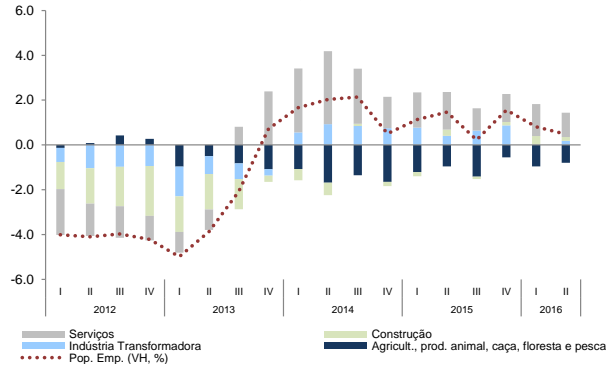 6.0
4.0
2.0
0.0
-2.0
-4.0
-6.0
I II III IV I II III IV I II III IV I II III IV I II
2012 2013 2014 2015 2016
Serviços Construção
Indústria Transformadora Agricult., prod. animal, caça, floresta e pesca
Pop. Emp. (VH, %)